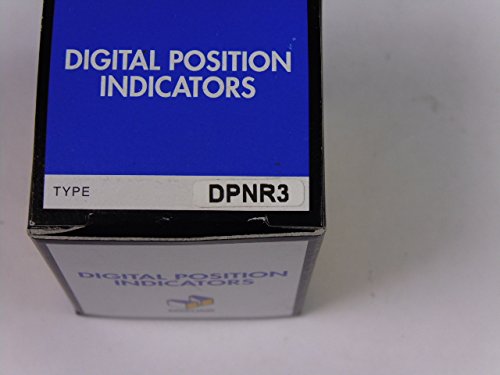 DIGITAL POSITION
INDICATORS
TYPE DPNR3
DIGITAL POSITION
INDICATORS